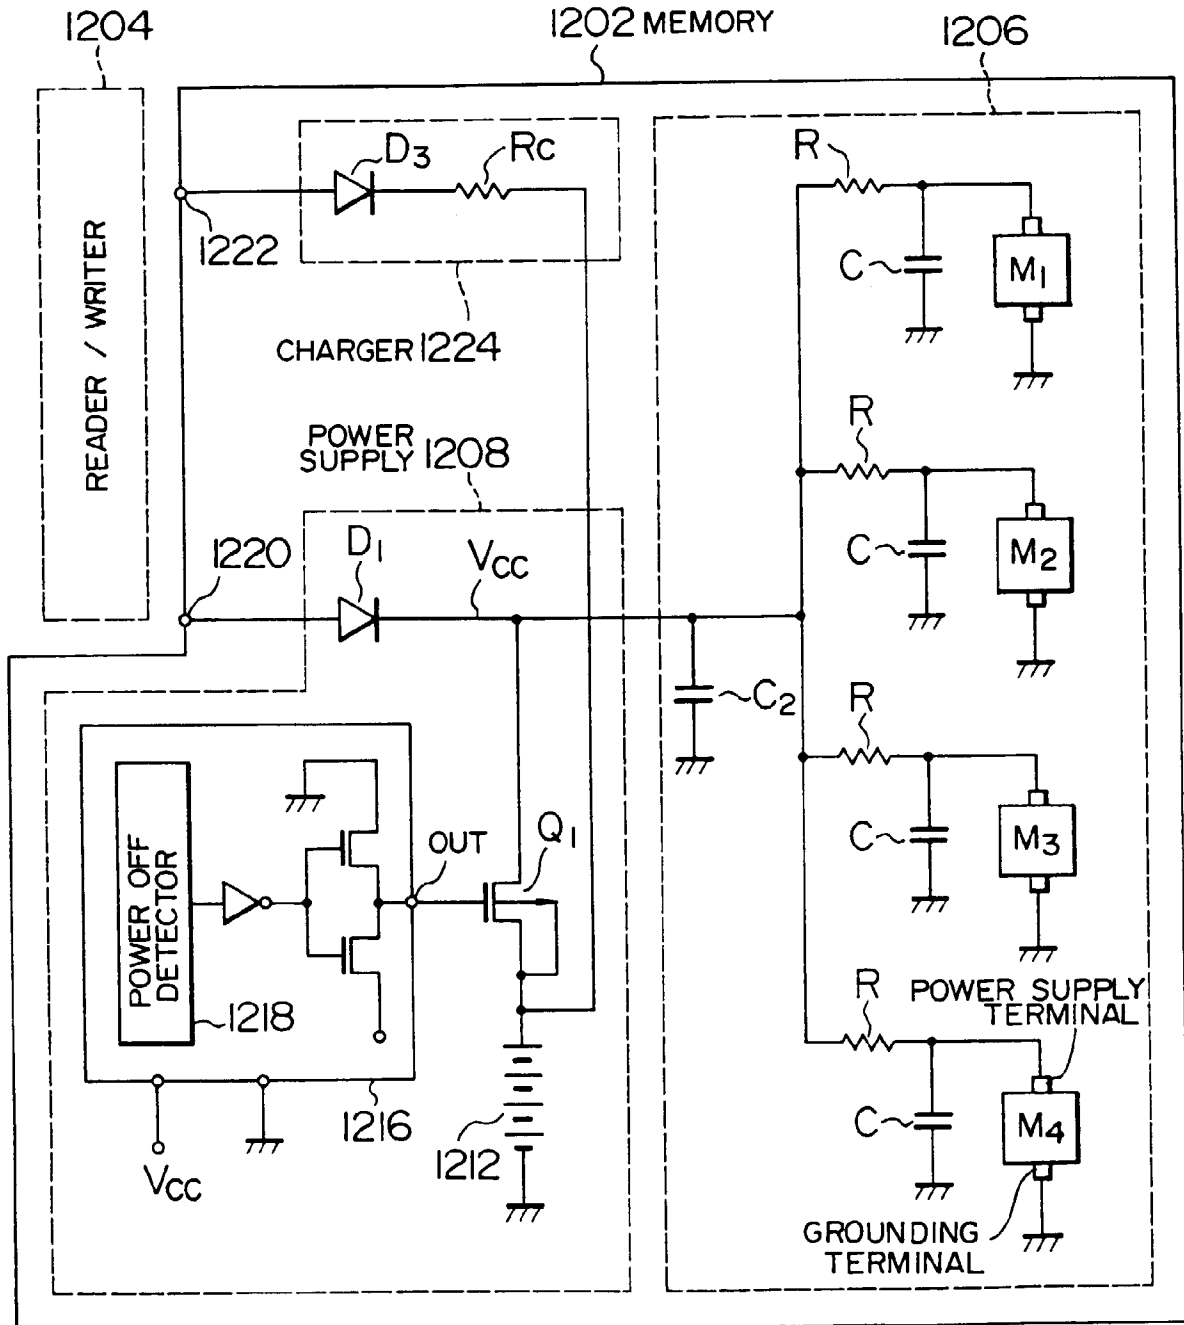 1204
1202 MEMORY
1206
D3
RC
R
1222
C
M1
READER / WRITER
CHARGER 1224
R
POWER
SUPPLY 1208
1220
D1
VCC
C
M2
C2
R
POWER OFF
DETECTOR
OUT
Q1
C
M3
1218
R
POWER SUPPLY
TERMINAL
1216
1212
C
M4
VCC
GROUNDING
TERMINAL